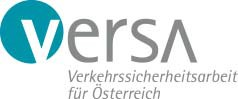 versA
Verkehrssicherheitsarbeit
für Österreich